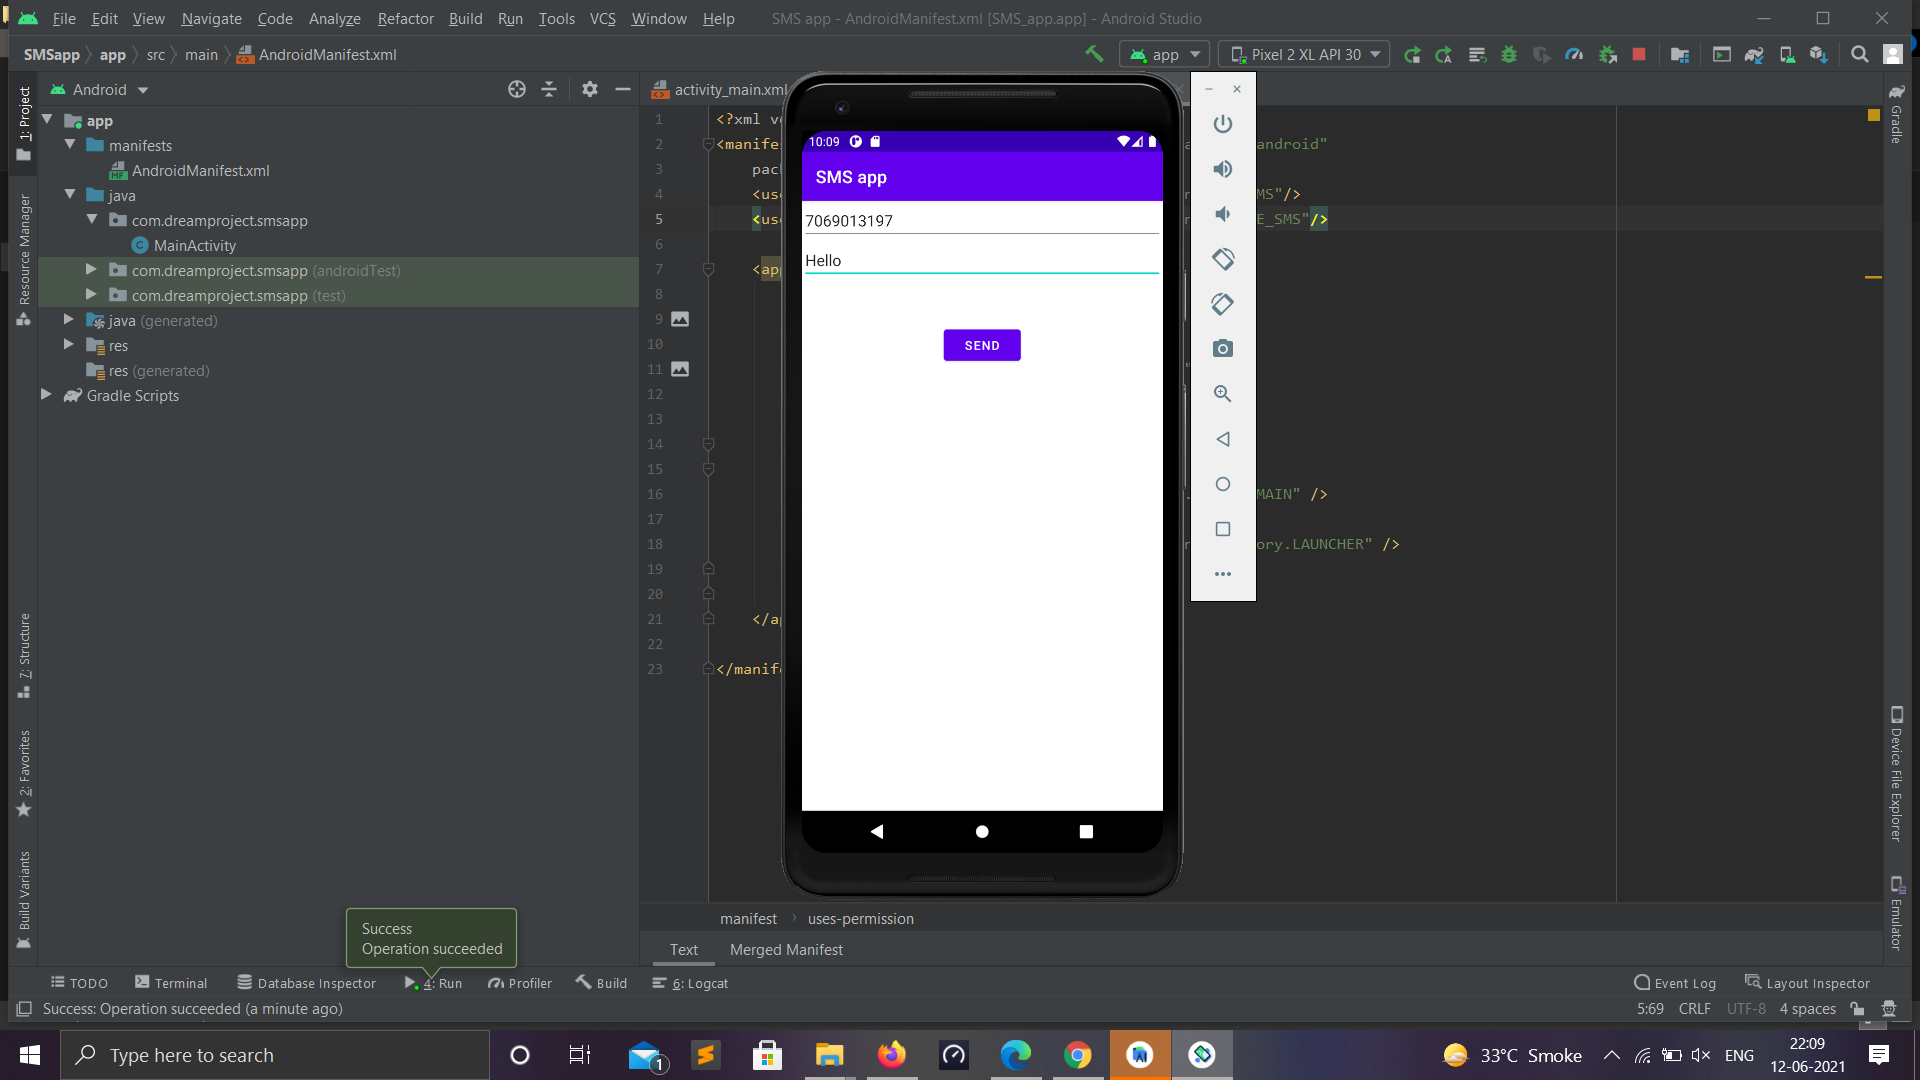 File Edit View Navigate Code Analyze Refactor Build Run Tools VCS Window Help SMS app - AndroidManifest.xml [SMS_app.app] - Android Studio
SMSapp app src main AndroidManifest.xml app Pixel 2 XL API 30
1: Project
Resource Manager
7: Structure
2: Favorites
Build Variants
Android
app
manifests
AndroidManifest.xml
java
com.dreamproject.smsapp
MainActivity
com.dreamproject.smsapp (androidTest)
com.dreamproject.smsapp (test)
java (generated)
res
res (generated)
Gradle Scripts
activity_main.xml
1 <?xml ve
2 <manife android"
3 pac
4 <us MS"/>
5 <us E_SMS"/>
6
7 <ap
8
9
10
11 "
12
13
14
15
16 MAIN" />
17
18 ory.LAUNCHER" />
19
20
21 </a
22
23 </manif
10:09
SMS app
7069013197
Hello
SEND
Gradle
Device File Explorer
Emulator
manifest uses-permission
Text Merged Manifest
Success
Operation succeeded
TODO Terminal Database Inspector 4: Run Profiler Build 6: Logcat Event Log Layout Inspector
Success: Operation succeeded (a minute ago) 5:69 CRLF UTF-8 4 spaces
Type here to search
1
33°C Smoke
ENG
22:09
12-06-2021